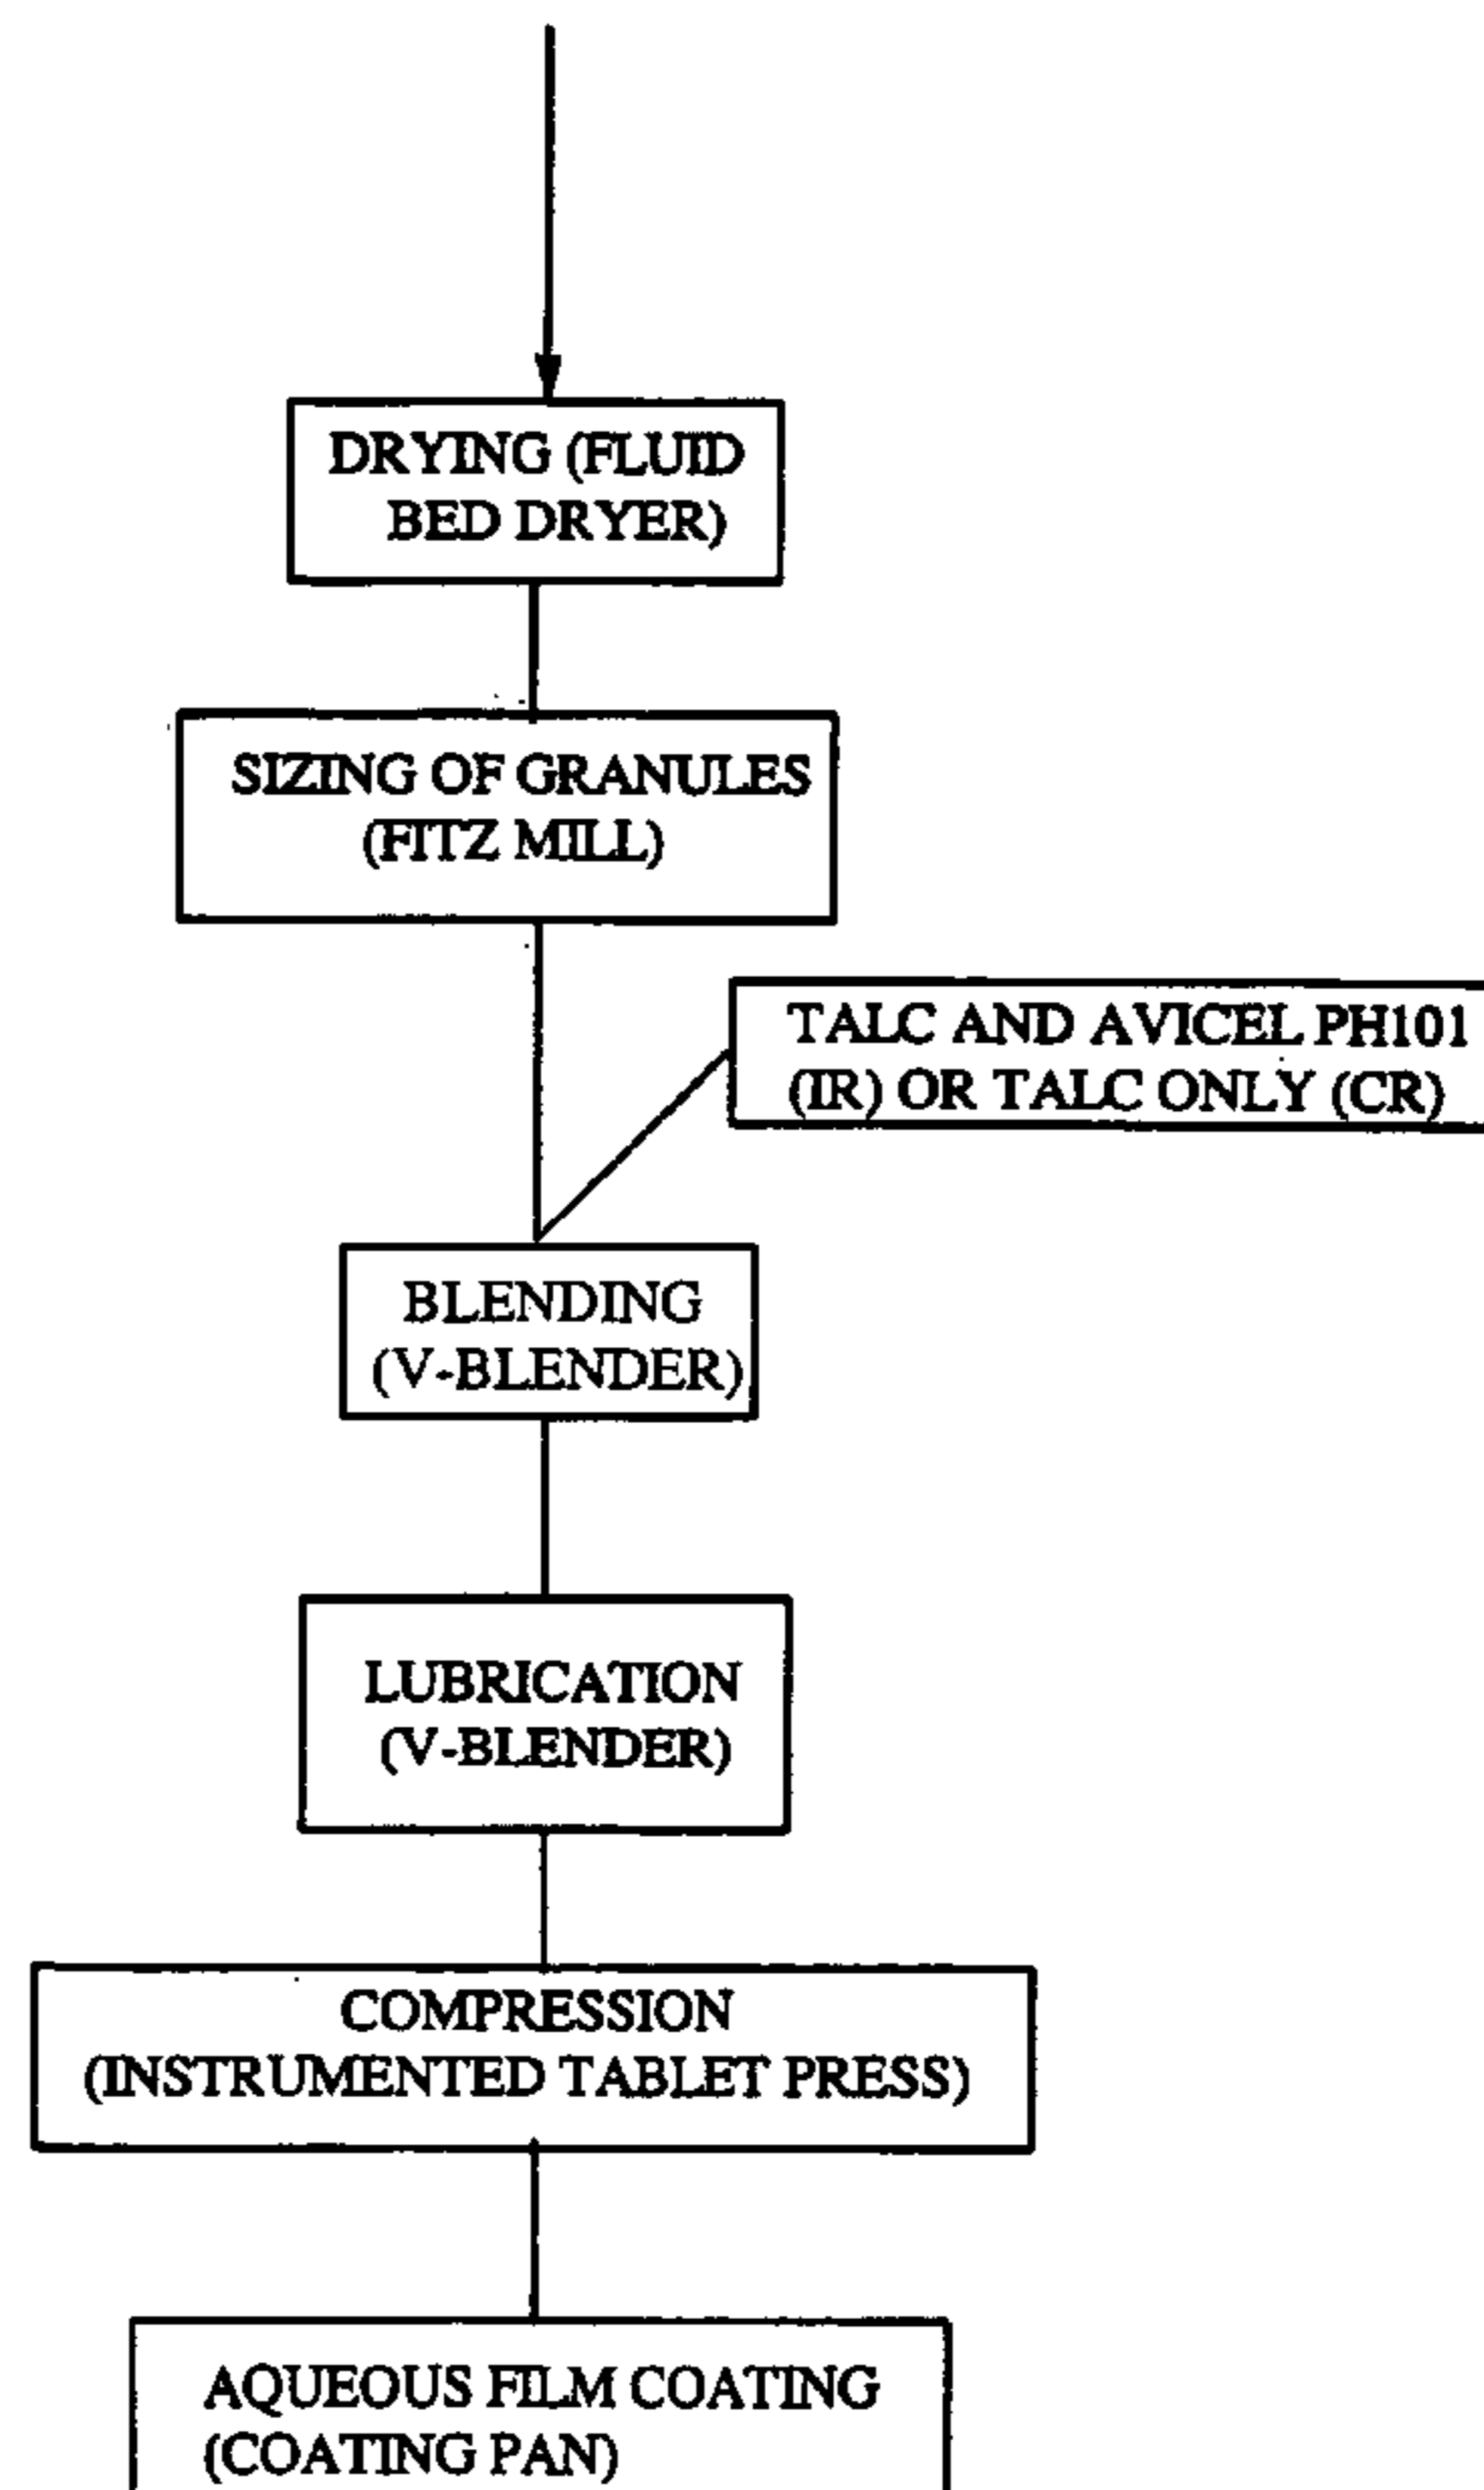 DRYING (FLUID
BED DRYER)
SIZING OF GRANULES
(FITZ MILL)
TALC AND AVICEL PH101
(IR) OR TALC ONLY (CR)
BLENDING
(V-BLENDER)
LUBRICATION
(V-BLENDER)
COMPRESSION
(INSTRUMENTED TABLET PRESS)
AQUEOUS FILM COATING
(COATING PAN)